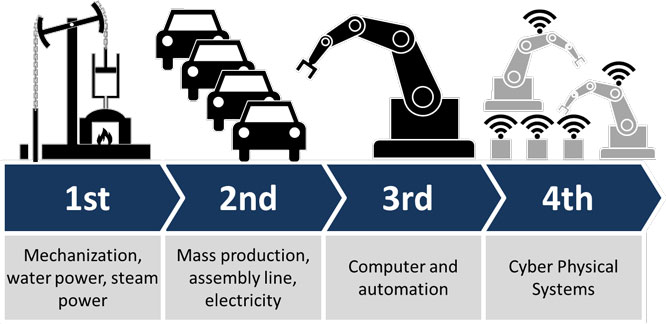 1st
2nd
3rd
4th
Mechanization,
water power, steam
power
Mass production,
assembly line,
electricity
Computer and
automation
Cyber Physical
Systems